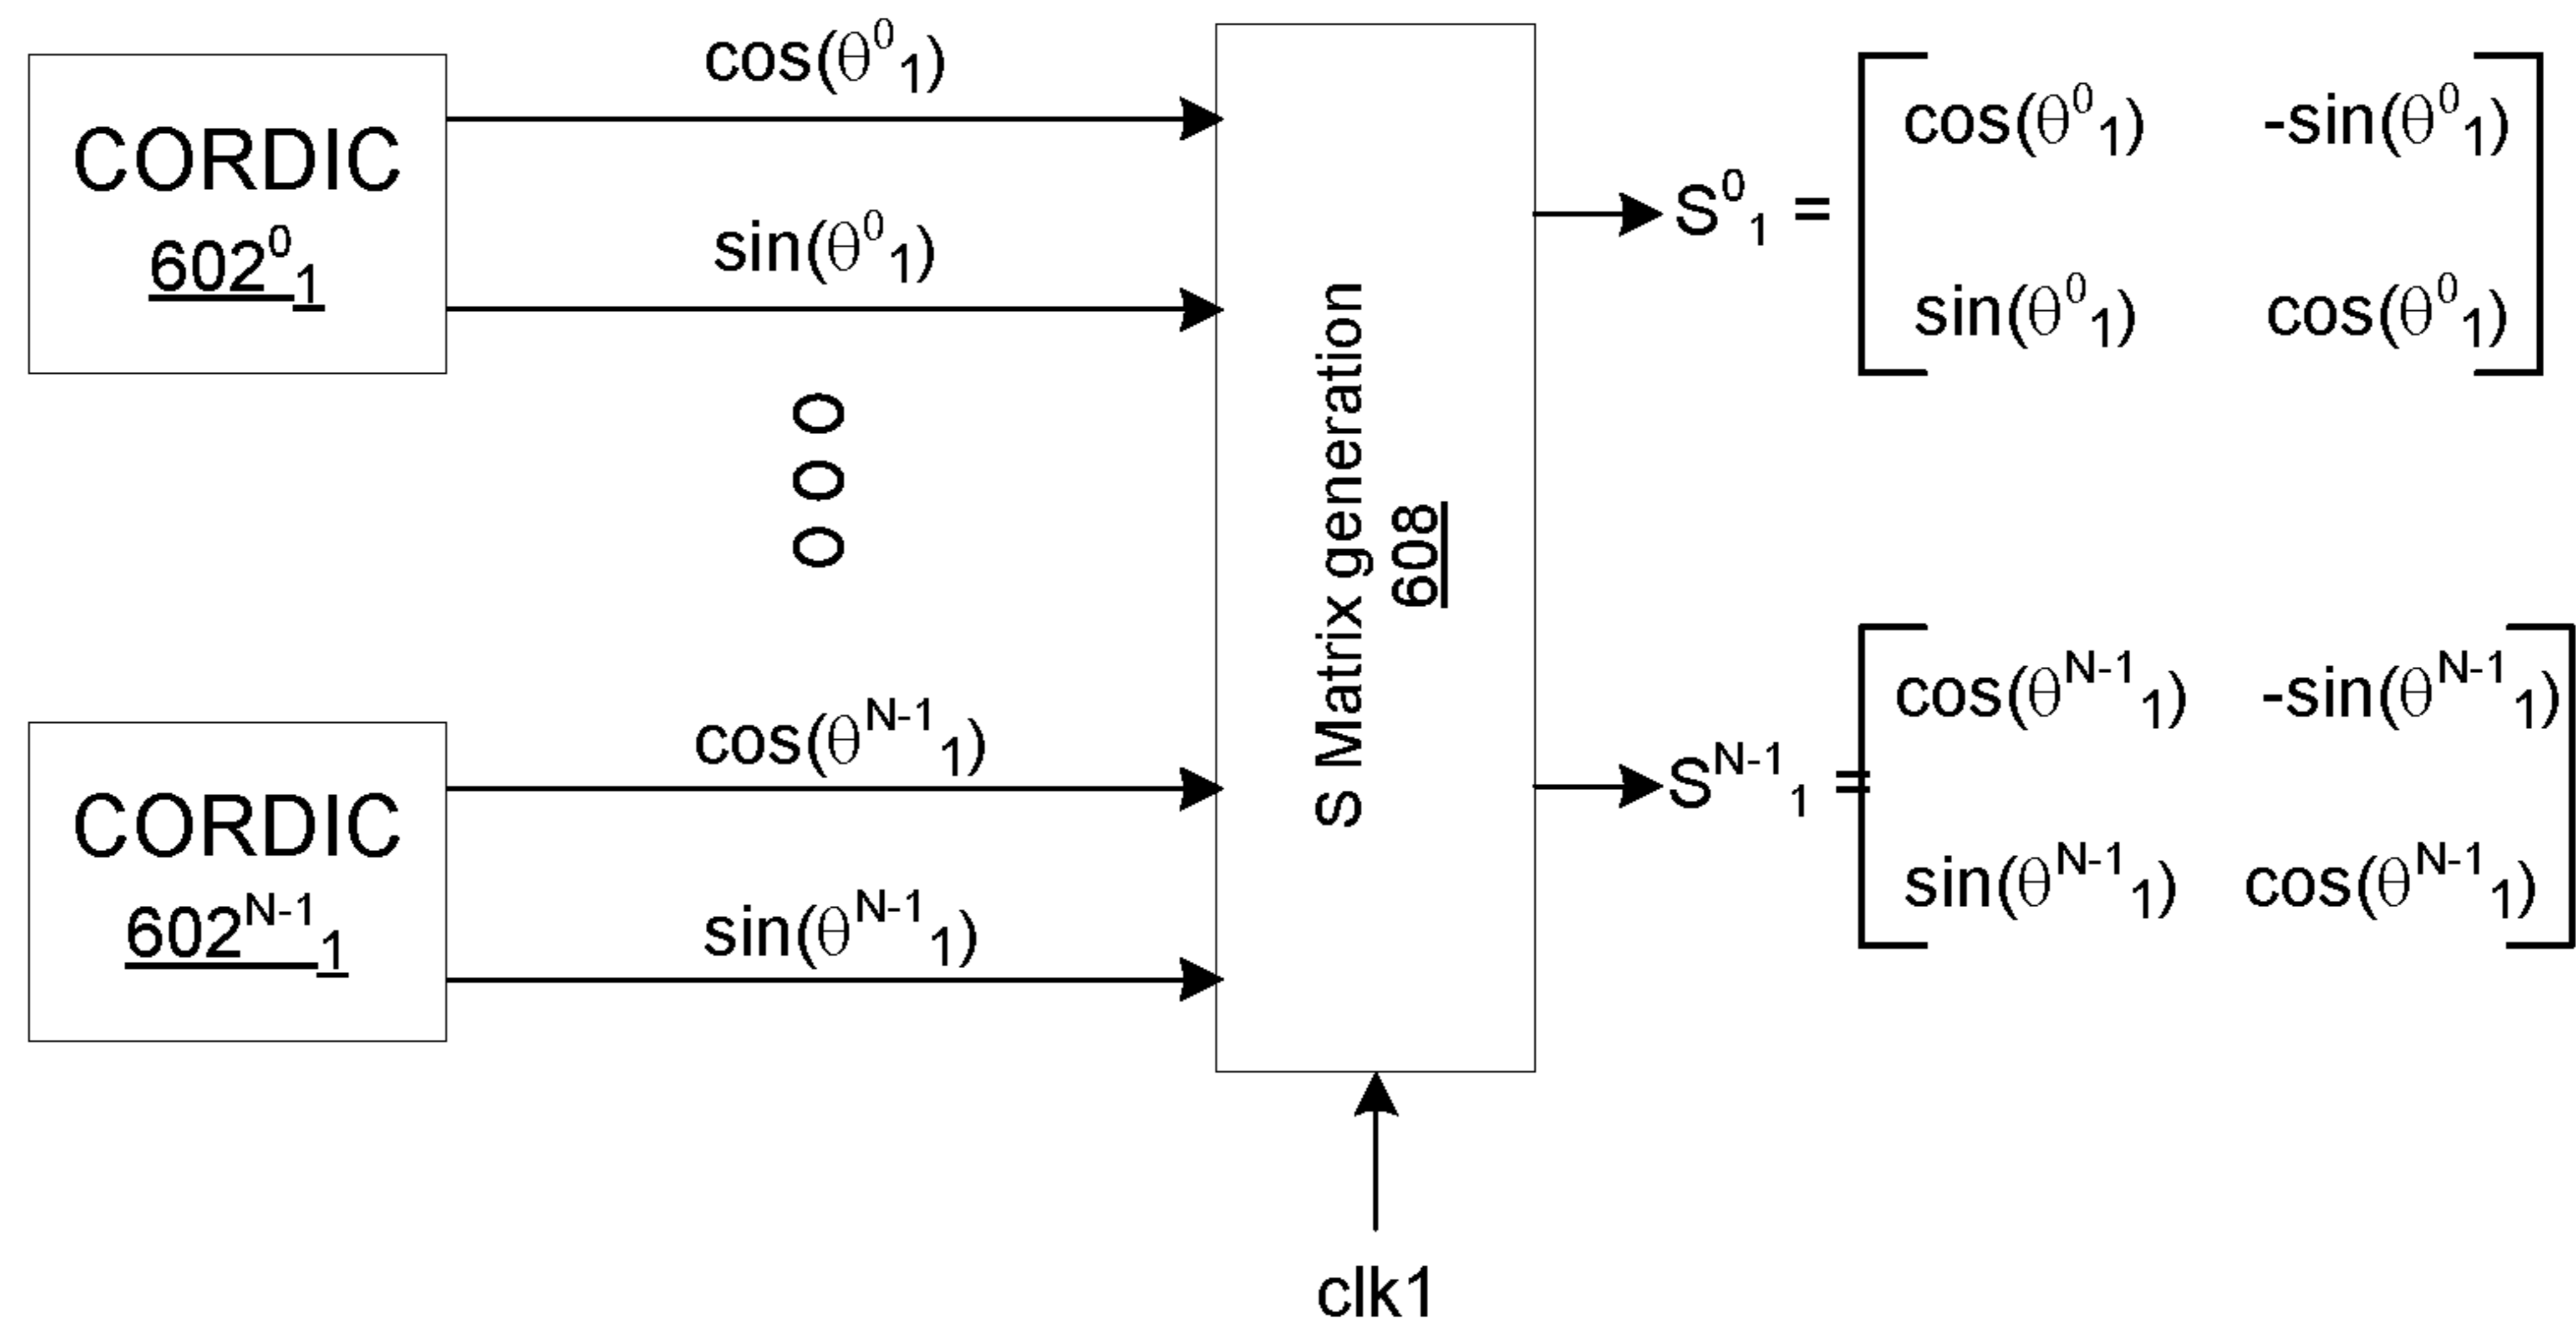 CORDIC
602⁰₁
cos(θ⁰₁)
sin(θ⁰₁)
O O O
CORDIC
602ᴺ⁻¹₁
cos(θᴺ⁻¹₁)
sin(θᴺ⁻¹₁)
S Matrix generation
608
clk1
S⁰₁ =
cos(θ⁰₁) -sin(θ⁰₁)
sin(θ⁰₁) cos(θ⁰₁)
Sᴺ⁻¹₁ =
cos(θᴺ⁻¹₁) -sin(θᴺ⁻¹₁)
sin(θᴺ⁻¹₁) cos(θᴺ⁻¹₁)